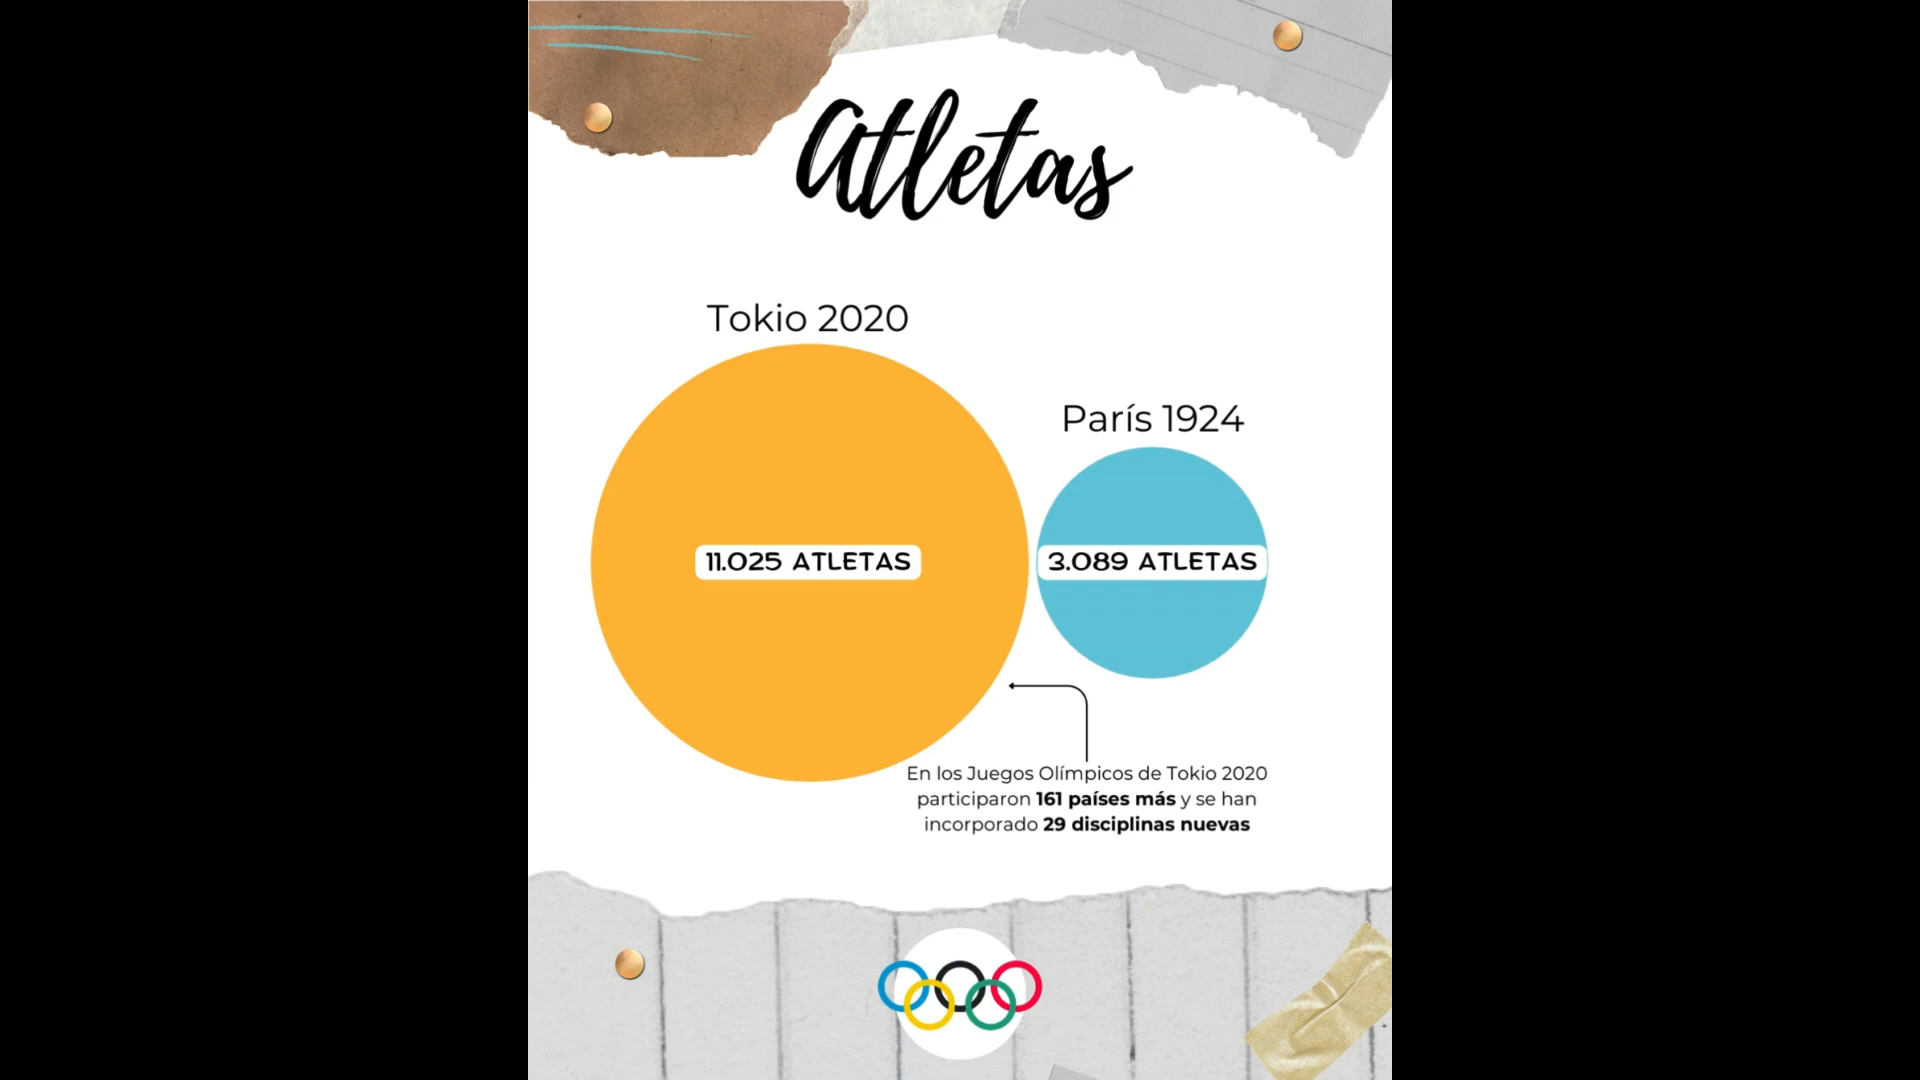 Atletas
Tokio 2020
París 1924
11.025 ATLETAS
3.089 ATLETAS
En los Juegos Olímpicos de Tokio 2020
participaron 161 países más y se han
incorporado 29 disciplinas nuevas